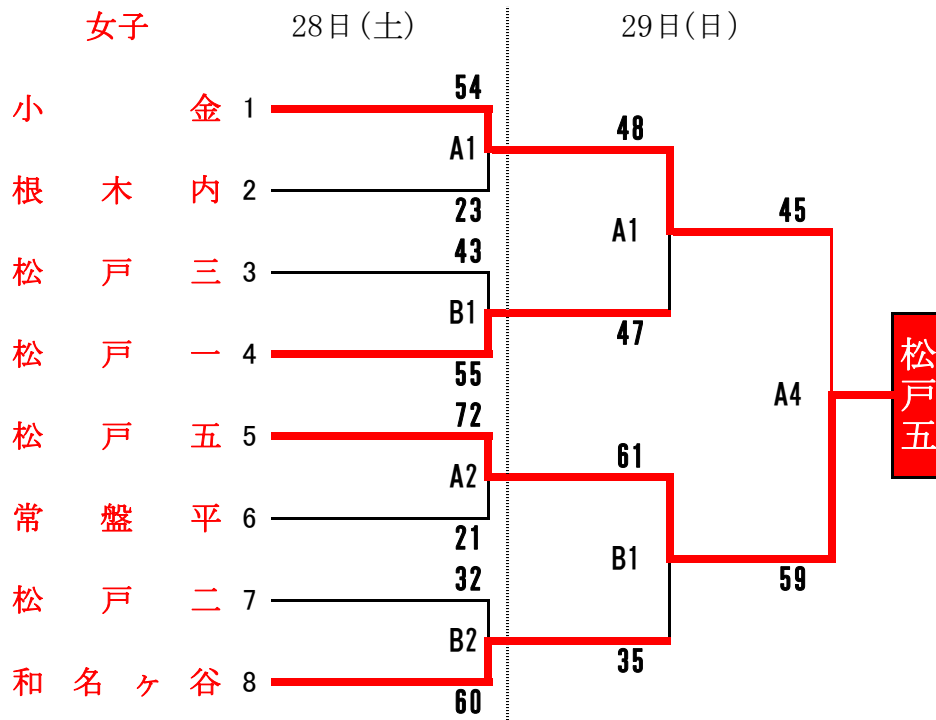 女子 28日(土) 29日(日)
54
小金 1
48
A1
根木内 2
23
45
A1
43
松戸三 3
B1
47
松戸一 4
55
松戸五
A4
72
松戸五 5
61
A2
常盤平 6
21
B1
59
32
松戸二 7
B2
35
和名ヶ谷 8
60